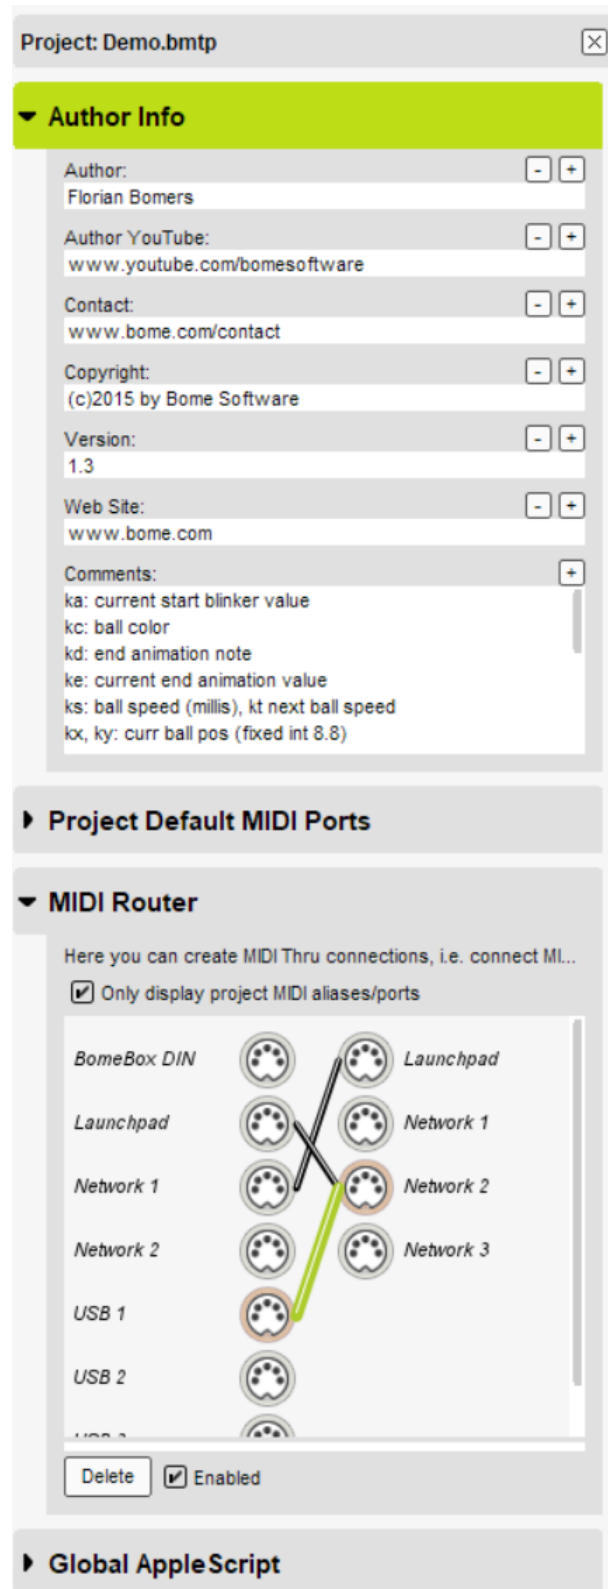 Project: Demo.bmtp
Author Info
Author:
- +
Florian Bomers
Author YouTube:
- +
www.youtube.com/bomesoftware
Contact:
- +
www.bome.com/contact
Copyright:
- +
(c)2015 by Bome Software
Version:
- +
1.3
Web Site:
- +
www.bome.com
Comments:
+
ka: current start blinker value
kc: ball color
kd: end animation note
ke: current end animation value
ks: ball speed (millis), kt next ball speed
kx, ky: curr ball pos (fixed int 8.8)
Project Default MIDI Ports
MIDI Router
Here you can create MIDI Thru connections, i.e. connect MI...
Only display project MIDI aliases/ports
BomeBox DIN
Launchpad
Launchpad
Network 1
Network 1
Network 2
Network 2
Network 3
USB 1
USB 2
Delete
Enabled
Global AppleScript